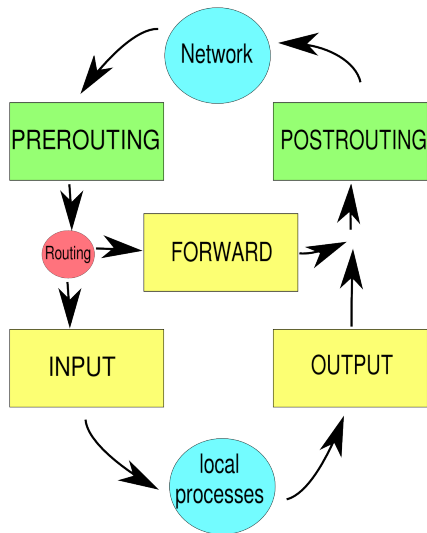 Network
PREROUTING
POSTROUTING
Routing
FORWARD
INPUT
OUTPUT
local
processes